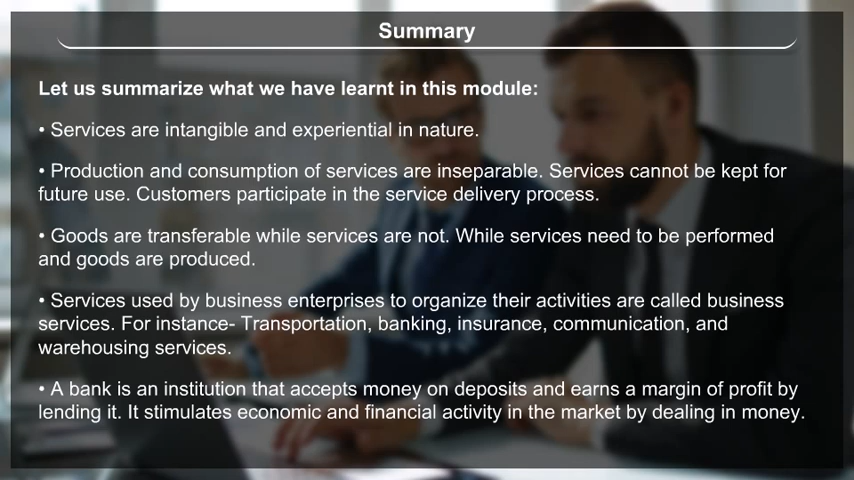 Summary
Let us summarize what we have learnt in this module:
• Services are intangible and experiential in nature.
• Production and consumption of services are inseparable. Services cannot be kept for
future use. Customers participate in the service delivery process.
• Goods are transferable while services are not. While services need to be performed
and goods are produced.
• Services used by business enterprises to organize their activities are called business
services. For instance- Transportation, banking, insurance, communication, and
warehousing services.
• A bank is an institution that accepts money on deposits and earns a margin of profit by
lending it. It stimulates economic and financial activity in the market by dealing in money.